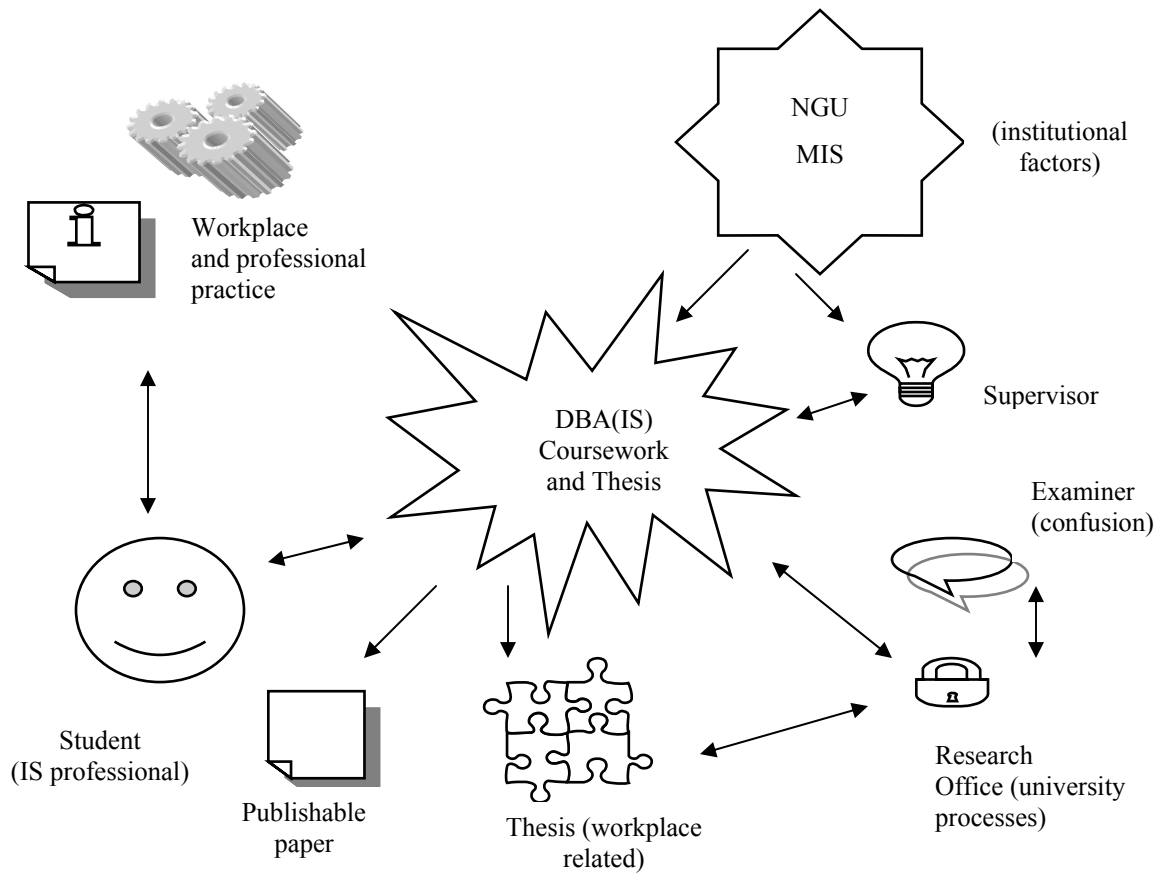 NGU
MIS
(institutional
factors)
i
Workplace
and professional
practice
DBA(IS)
Coursework
and Thesis
Supervisor
Examiner
(confusion)
Student
(IS professional)
Publishable
paper
Thesis (workplace
related)
Research
Office (university
processes)